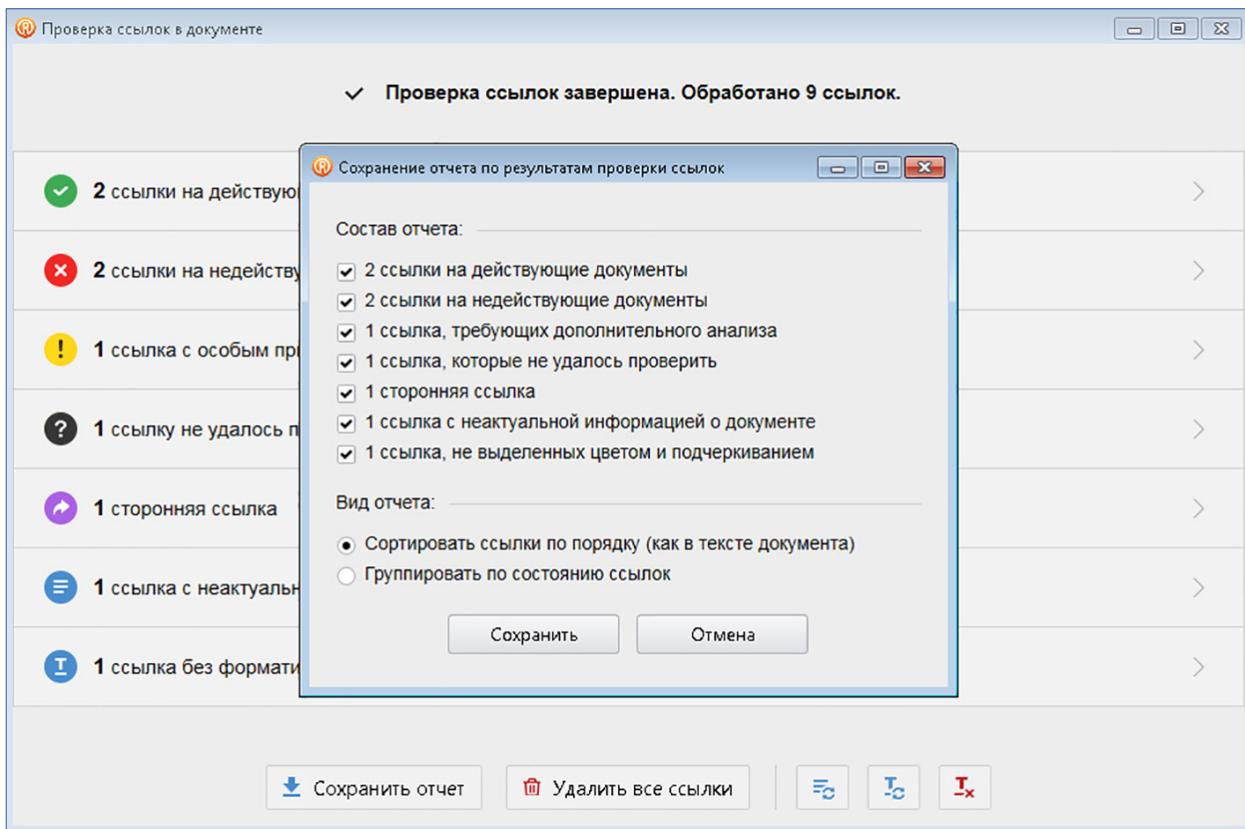 Проверка ссылок в документе
Проверка ссылок завершена. Обработано 9 ссылок.
2 ссылки на действую
2 ссылки на недейству
1 ссылка с особым
1 ссылку не удалось
1 сторонняя ссылка
1 ссылка с неактуальн
1 ссылка без формати
Сохранение отчета по результатам проверки ссылок
Состав отчета:
2 ссылки на действующие документы
2 ссылки на недействующие документы
1 ссылка, требующих дополнительного анализа
1 ссылка, которые не удалось проверить
1 сторонняя ссылка
1 ссылка с неактуальной информацией о документе
1 ссылка, не выделенных цветом и подчеркиванием
Вид отчета:
Сортировать ссылки по порядку (как в тексте документа)
Группировать по состоянию ссылок
Сохранить Отмена
Сохранить отчет Удалить все ссылки